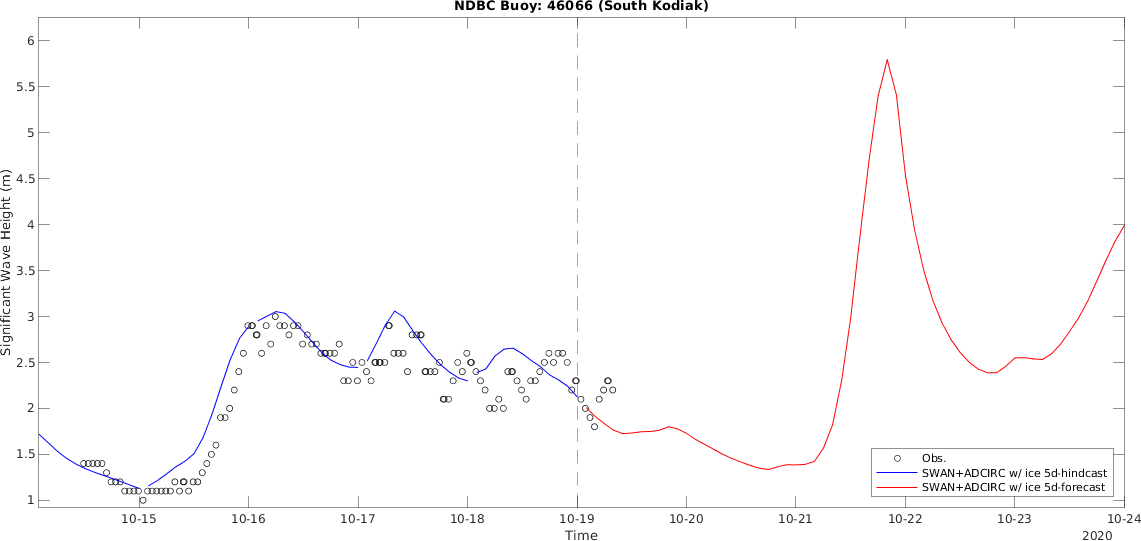 NDBC Buoy: 46066 (South Kodiak)
6
5.5
5
4.5
4
3.5
3
2.5
2
1.5
1
Significant Wave Height (m)
Obs.
SWAN+ADCIRC w/ ice 5d-hindcast
SWAN+ADCIRC w/ ice 5d-forecast
10-15 10-16 10-17 10-18 10-19 10-20 10-21 10-22 10-23 10-24
Time
2020